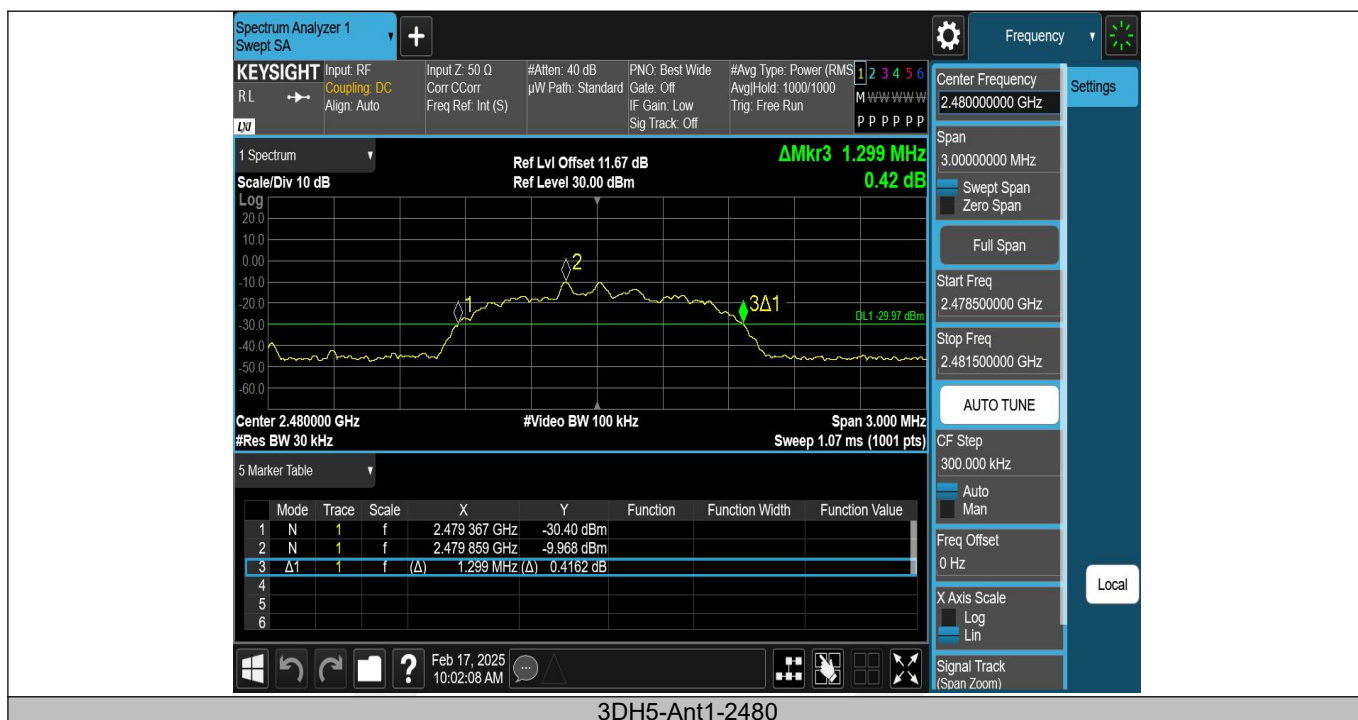 Spectrum Analyzer 1
Swept SA
+
Frequency
KEYSIGHT
RL
LXI
Input: RF
Coupling: DC
Align: Auto
Input Z: 50 Ω
Corr CCorr
Freq Ref: Int (S)
#Atten: 40 dB
µW Path: Standard
PNO: Best Wide
Gate: Off
IF Gain: Low
Sig Track: Off
#Avg Type: Power (RMS
Avg|Hold: 1000/1000
Trig: Free Run
1 2 3 4 5 6
M W W W W W
P P P P P P
1 Spectrum
Scale/Div 10 dB
Ref Lvl Offset 11.67 dB
Ref Level 30.00 dBm
ΔMkr3 1.299 MHz
0.42 dB
Log
20.0
10.0
0.00
-10.0
-20.0
-30.0
-40.0
-50.0
-60.0
1
2
3Δ1
DL1 -29.97 dBm
Center 2.480000 GHz
#Video BW 100 kHz
Span 3.000 MHz
#Res BW 30 kHz
Sweep 1.07 ms (1001 pts)
5 Marker Table
Mode Trace Scale X Y Function Function Width Function Value
1 N 1 f 2.479 367 GHz -30.40 dBm
2 N 1 f 2.479 859 GHz -9.968 dBm
3 Δ1 1 f (Δ) 1.299 MHz (Δ) 0.4162 dB
4
5
6
?
Feb 17, 2025
10:02:08 AM
Center Frequency
2.480000000 GHz
Settings
Span
3.00000000 MHz
Swept Span
Zero Span
Full Span
Start Freq
2.478500000 GHz
Stop Freq
2.481500000 GHz
AUTO TUNE
CF Step
300.000 kHz
Auto
Man
Freq Offset
0 Hz
Local
X Axis Scale
Log
Lin
Signal Track
(Span Zoom)
3DH5-Ant1-2480